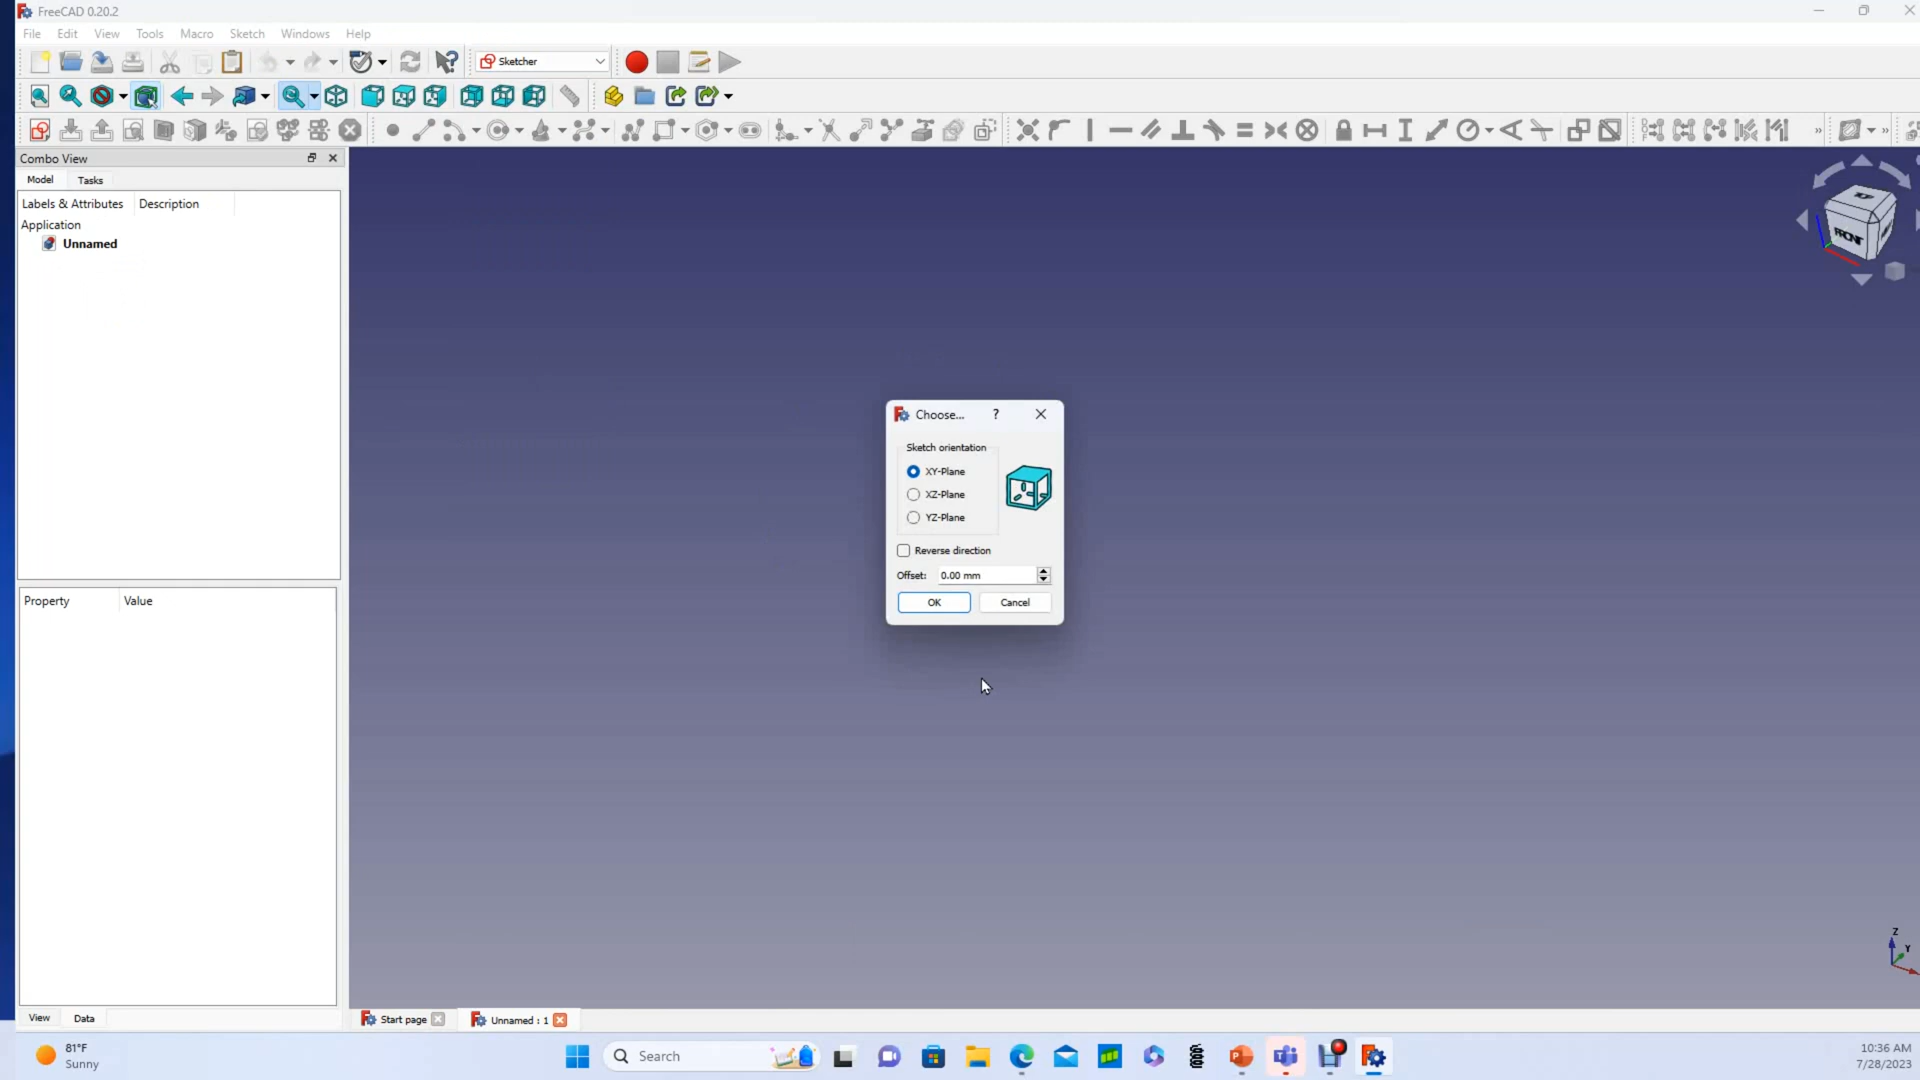 FreeCAD 0.20.2
File Edit View Tools Macro Sketch Windows Help
Sketcher
Combo View
Model Tasks
Labels & Attributes Description
Application
Unnamed
Property Value
View Data
Choose... ?
Sketch orientation
XY-Plane
XZ-Plane
YZ-Plane
Reverse direction
Offset: 0.00 mm
OK Cancel
FRONT
Z
Y
Start page Unnamed : 1
81°F
Sunny
Search
10:36 AM
7/28/2023